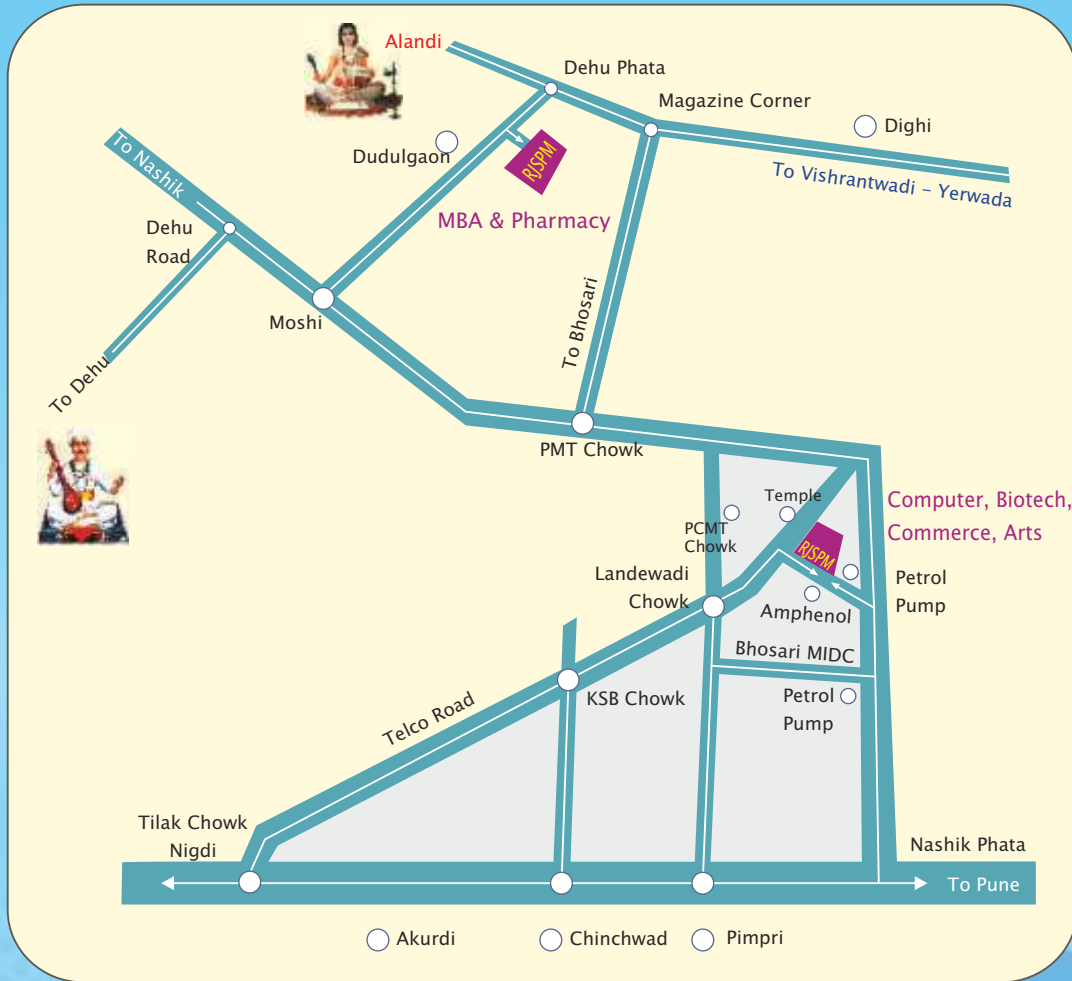 Alandi
Dehu Phata
Magazine Corner
Dighi
Dudulgaon
RJSPM
To Nashik
To Vishrantwadi – Yerwada
MBA & Pharmacy
Dehu
Road
Moshi
To Bhosari
To Dehu
PMT Chowk
Temple
Computer, Biotech,
Commerce, Arts
PCMT
Chowk
RJSPM
Landewadi
Chowk
Petrol
Pump
Amphenol
Bhosari MIDC
KSB Chowk
Petrol
Pump
Telco Road
Tilak Chowk
Nigdi
Nashik Phata
To Pune
Akurdi
Chinchwad
Pimpri